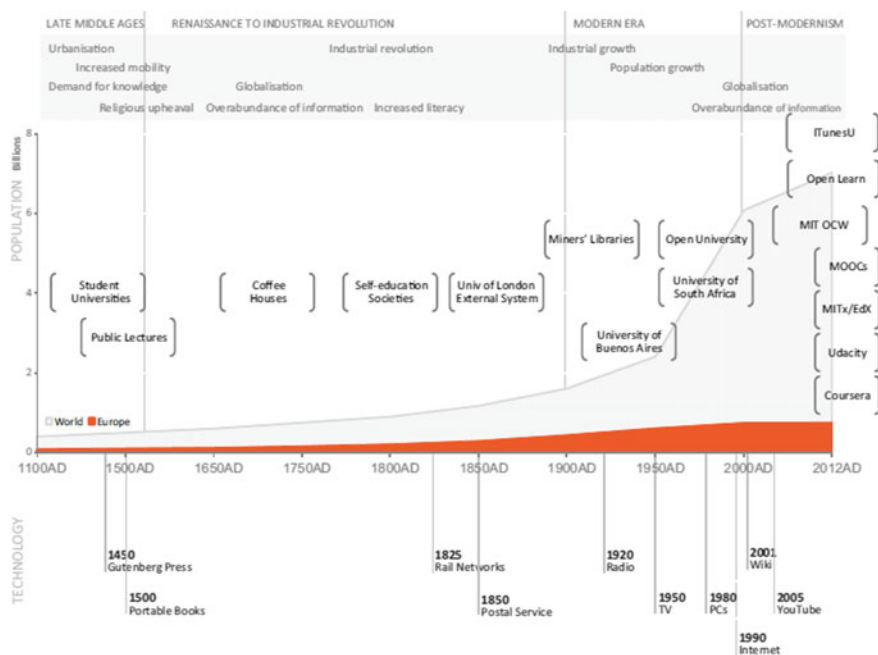 LATE MIDDLE AGES RENAISSANCE TO INDUSTRIAL REVOLUTION MODERN ERA POST-MODERNISM
Urbanisation Industrial revolution Industrial growth
Increased mobility Population growth
Demand for knowledge Globalisation Globalisation
Religious upheaval Overabundance of information Increased literacy Overabundance of information
POPULATION Billions
8
6
4
2
0
ITunesU
Open Learn
MIT OCW
Miners' Libraries
Open University
MOOCs
Student
Universities
Coffee
Houses
Self-education
Societies
Univ of London
External System
University of
South Africa
MITx/EdX
Public Lectures
University of
Buenos Aires
Udacity
Coursera
World Europe
1100AD 1500AD 1650AD 1750AD 1800AD 1850AD 1900AD 1950AD 2000AD 2012AD
TECHNOLOGY
1450
Gutenberg Press
1825
Rail Networks
1920
Radio
2001
Wiki
1500
Portable Books
1850
Postal Service
1950
TV
1980
PCs
2005
YouTube
1990
Internet